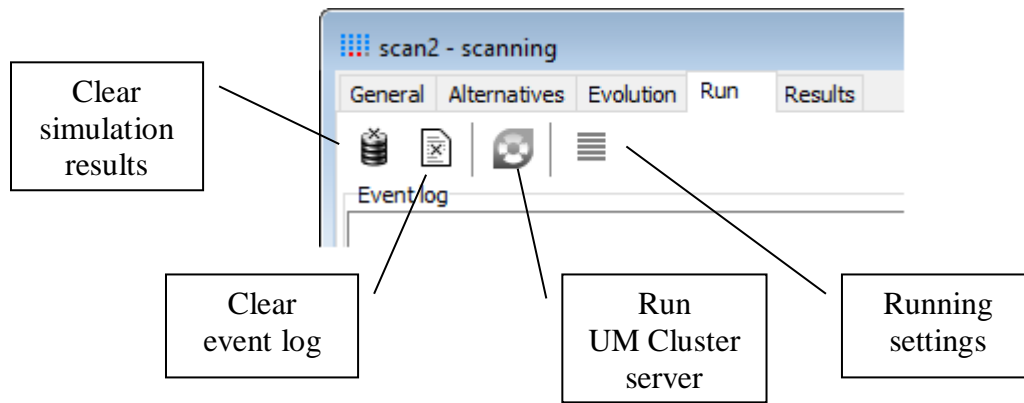 scan2 - scanning
General Alternatives Evolution Run Results
Clear
simulation
results
Event log
Clear
event log
Run
UM Cluster
server
Running
settings